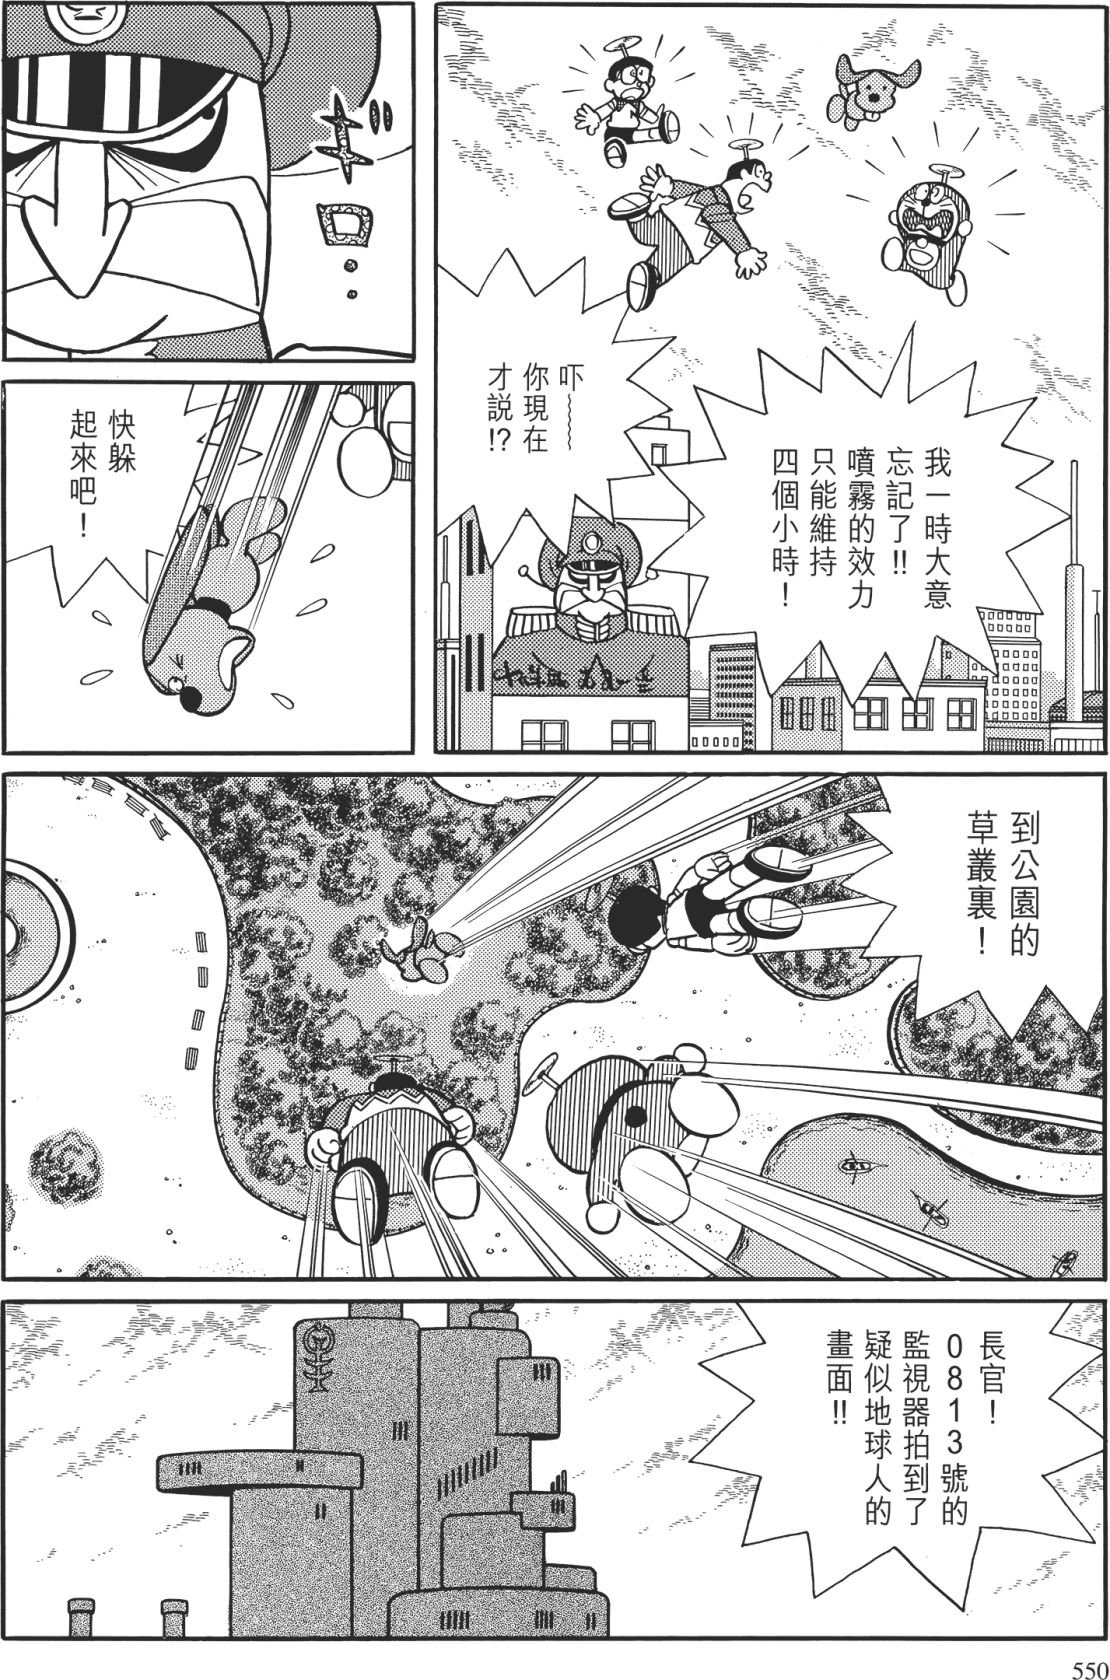 我一時大意
忘記了!!
噴霧的效力
只能維持
四個小時！
吓~~~
你現在
才說!?
快躲
起來吧！
到公園的
草叢裏！
長官！
0813號的
監視器拍到了
疑似地球人的
畫面!!
550